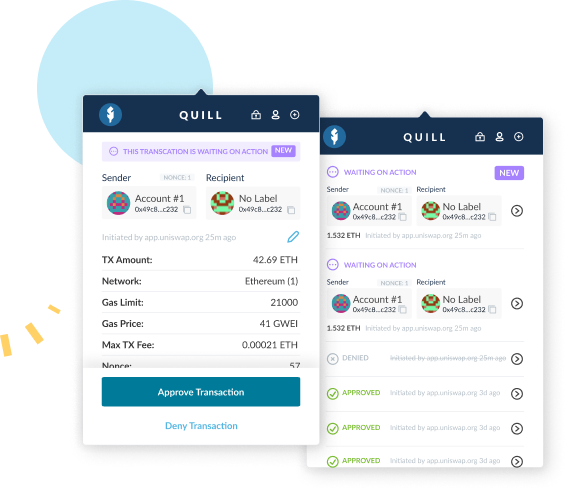 QUILL
THIS TRANSCATION IS WAITING ON ACTION NEW
Sender NONCE: 1 Recipient
Account #1 No Label
0x49c8...c232 0x49c8...c232
Initiated by app.uniswap.org 25m ago
TX Amount: 42.69 ETH
Network: Ethereum (1)
Gas Limit: 21000
Gas Price: 41 GWEI
Max TX Fee: 0.00021 ETH
Nonce: 57
Approve Transaction
Deny Transaction
QUILL
WAITING ON ACTION NEW
Sender NONCE: 1 Recipient
Account #1 No Label
0x49c8...c232 0x49c8...c232
1.532 ETH Initiated by app.uniswap.org 25m ago
WAITING ON ACTION
Sender NONCE: 1 Recipient
Account #1 No Label
0x49c8...c232 0x49c8...c232
1.532 ETH Initiated by app.uniswap.org 25m ago
DENIED Initiated by app.uniswap.org 25m ago
APPROVED Initiated by app.uniswap.org 3d ago
APPROVED Initiated by app.uniswap.org 3d ago
APPROVED Initiated by app.uniswap.org 3d ago